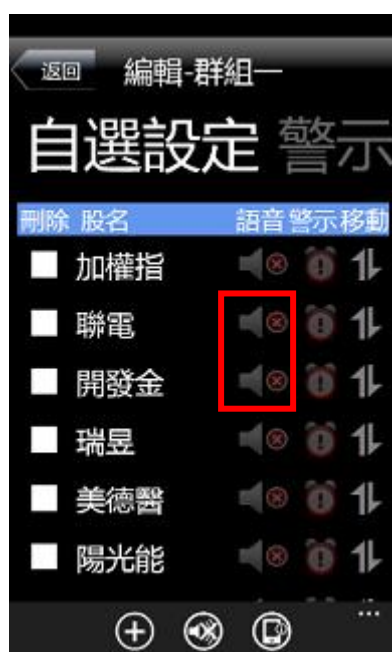 返回 編輯-群組一
自選設定 警示
刪除 股名 語音 警示 移動
加權指
聯電
開發金
瑞昱
美德醫
陽光能